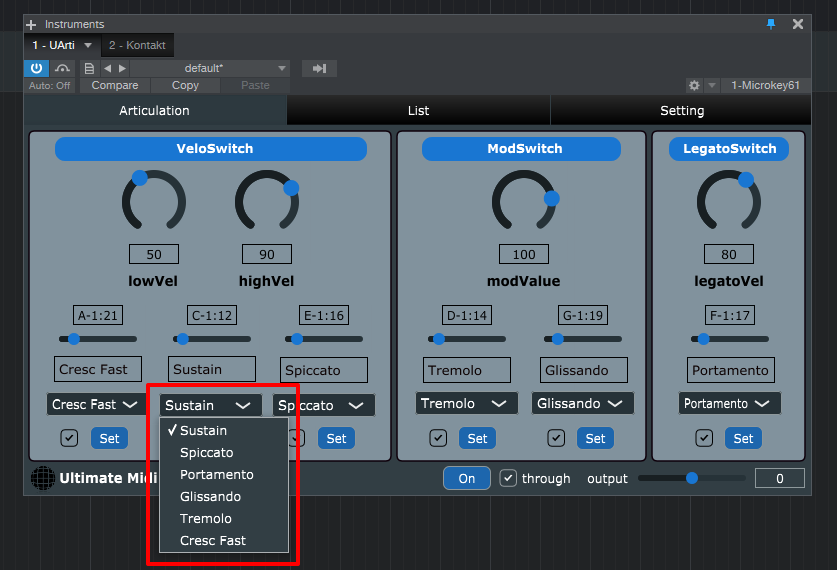 Instruments
1 - UArti 2 - Kontakt
default*
Auto: Off Compare Copy Paste 1-Microkey61
Articulation List Setting
VeloSwitch ModSwitch LegatoSwitch
50 90 100 80
lowVel highVel modValue legatoVel
A-1:21 C-1:12 E-1:16 D-1:14 G-1:19 F-1:17
Cresc Fast Sustain Spiccato Tremolo Glissando Portamento
Cresc Fast Sustain Spiccato Tremolo Glissando Portamento
Set Set Set Set Set
Sustain
Spiccato
Portamento
Glissando
Tremolo
Cresc Fast
Ultimate Midi On through output 0